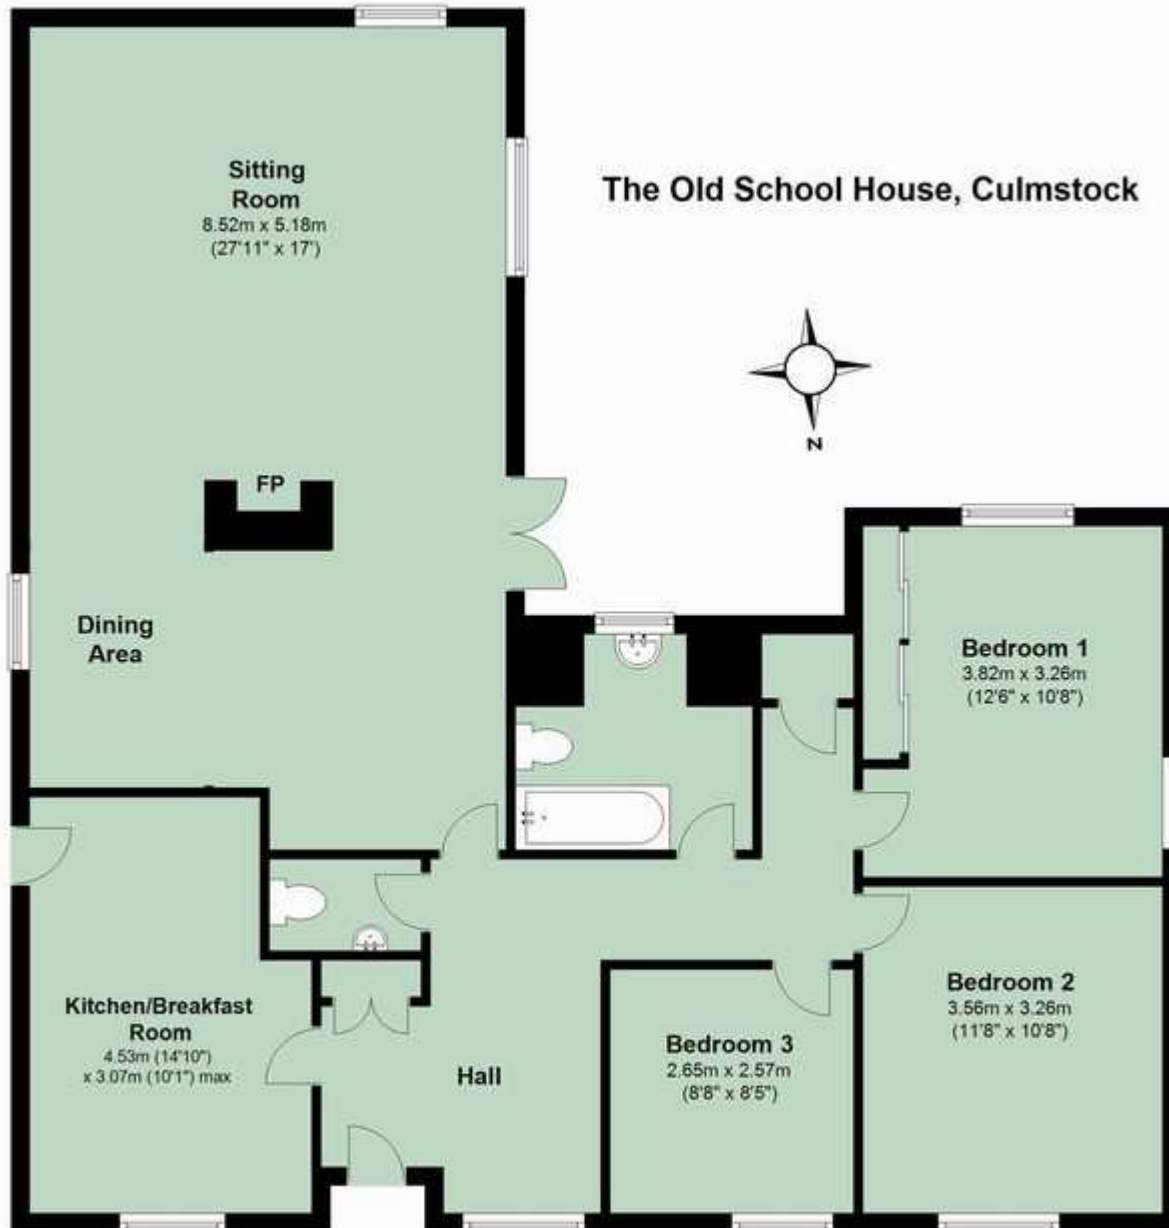 Sitting
Room
8.52m x 5.18m
(27'11" x 17')
The Old School House, Culmstock
N
FP
Dining
Area
Bedroom 1
3.82m x 3.26m
(12'6" x 10'8")
Kitchen/Breakfast
Room
4.53m (14'10")
x 3.07m (10'1") max
Hall
Bedroom 3
2.65m x 2.57m
(8'8" x 8'5")
Bedroom 2
3.56m x 3.26m
(11'8" x 10'8")